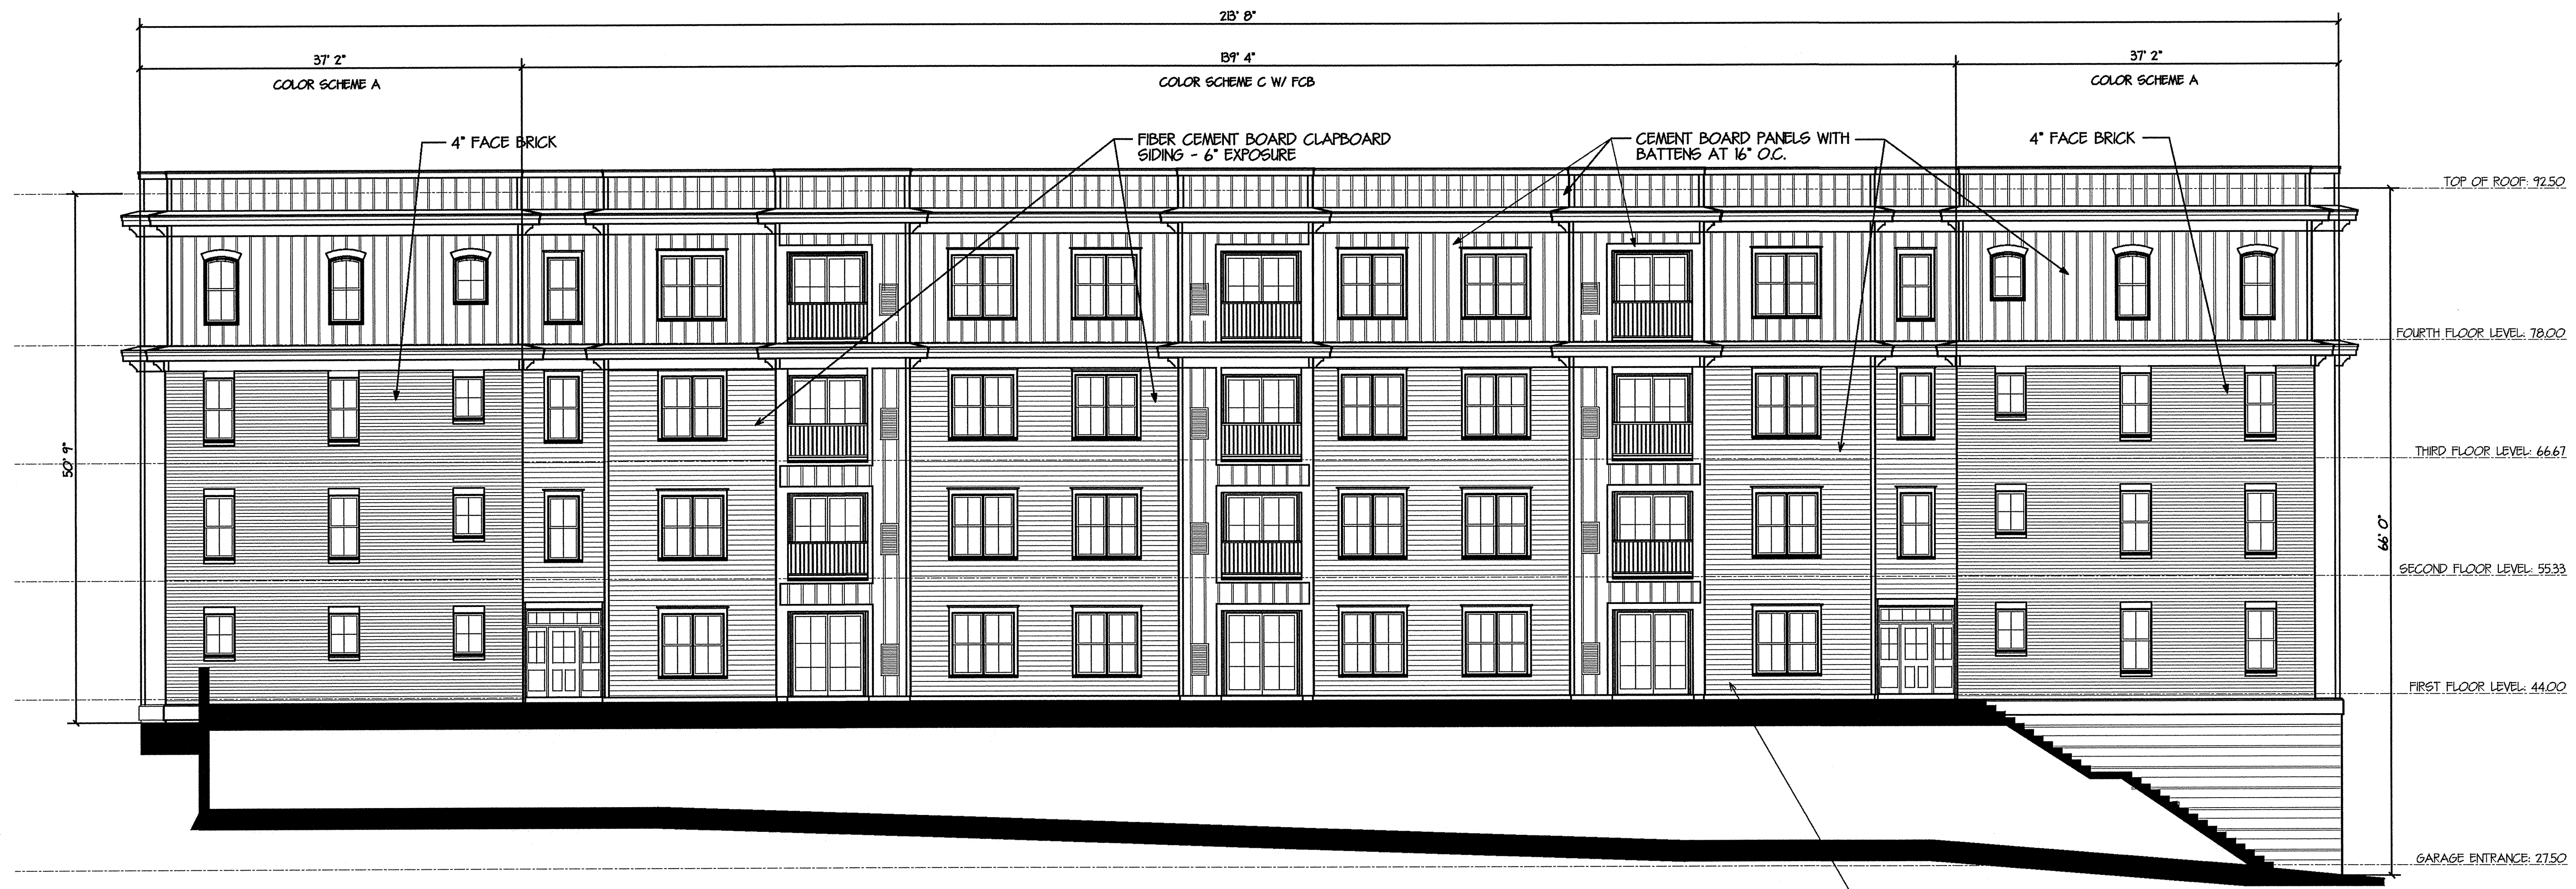 213' 8"
37' 2"
139' 4"
37' 2"
COLOR SCHEME A
COLOR SCHEME C W/ FCB
COLOR SCHEME A
4" FACE BRICK
FIBER CEMENT BOARD CLAPBOARD
SIDING - 6" EXPOSURE
CEMENT BOARD PANELS WITH
BATTENS AT 16" O.C.
4" FACE BRICK
TOP OF ROOF: 92.50
FOURTH FLOOR LEVEL: 78.00
THIRD FLOOR LEVEL: 66.67
50' 9"
66' 0"
SECOND FLOOR LEVEL: 55.33
FIRST FLOOR LEVEL: 44.00
GARAGE ENTRANCE: 27.50